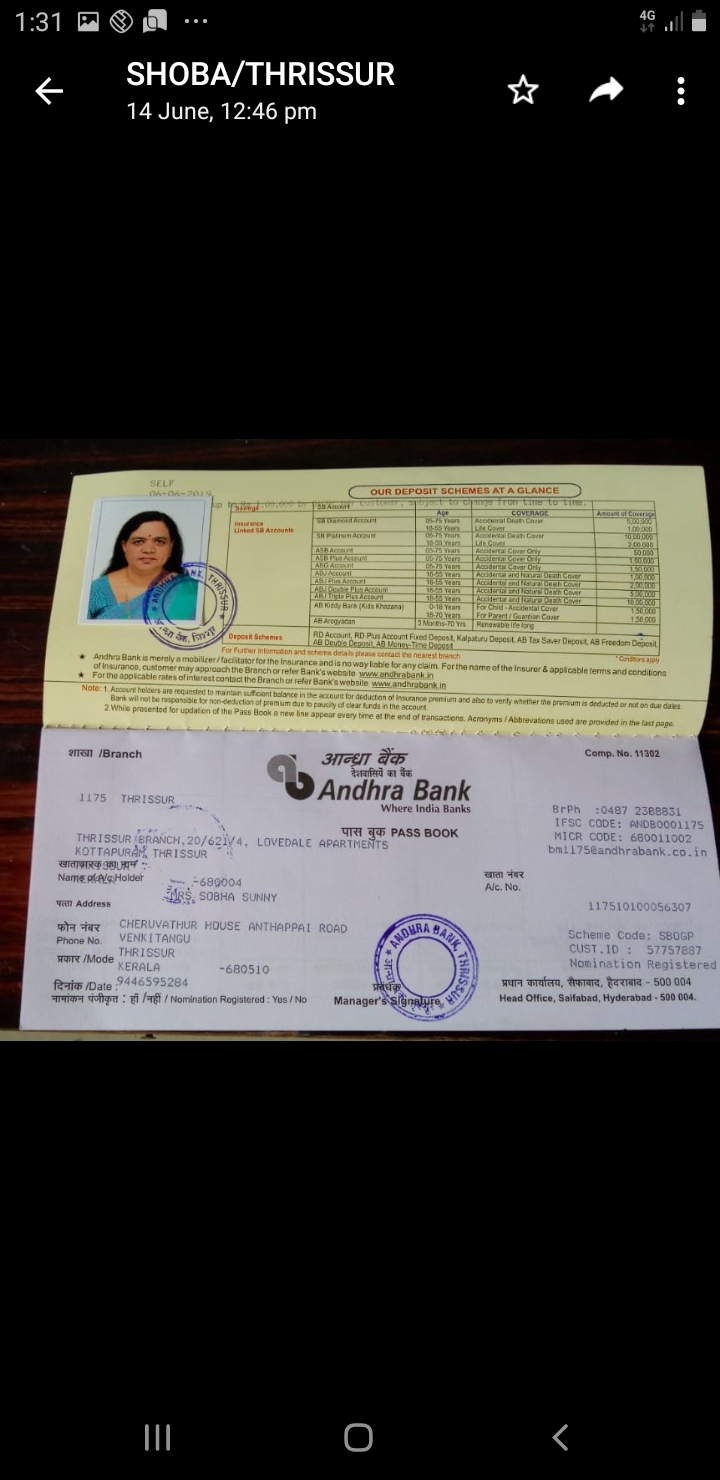 1:31
4G
SHOBA/THRISSUR
14 June, 12:46 pm
SELF
06-06-2019
OUR DEPOSIT SCHEMES AT A GLANCE
customer, subject to change from time to time.
Savings SB Account
Age COVERAGE Amount of Coverage
Insurance
Linked SB Accounts
SB Diamond Account 05-75 Years Accidental Death Cover 5,00,000
18-55 Years Life Cover 1,00,000
SB Platinum Account 05-75 Years Accidental Death Cover 10,00,000
18-55 Years Life Cover 2,00,000
ASB Account 05-75 Years Accidental Cover Only 50,000
ASB Plus Account 05-75 Years Accidental Cover Only
ARG Account 05-75 Years Accidental Cover Only 1,50,000
ABJ Account 18-55 Years Accidental and Natural Death Cover 1,00,000
ABJ Plus Account 18-55 Years Accidental and Natural Death Cover 2,00,000
ABJ Double Plus Account 18-55 Years Accidental and Natural Death Cover 5,00,000
ABJ Triple Plus Account 18-55 Years Accidental and Natural Death Cover 10,00,000
AB Kiddy Bank (Kids Khazana) 0-18 Years For Child - Accidental Cover 1,50,000
18-70 Years For Parent / Guardian Cover 1,50,000
AB Arogyadan 3 Months-70 Yrs Renewable life long
Deposit Schemes RD Account, RD Plus Account Fixed Deposit, Kalpataru Deposit, AB Tax Saver Deposit, AB Freedom Deposit,
AB Double Deposit, AB Money-Time Deposit
For Further Information and scheme details please contact the nearest branch
*Conditions apply
★ Andhra Bank is merely a mobilizer / facilitator for the Insurance and is no way liable for any claim. For the name of the Insurer & applicable terms and conditions
of Insurance, customer may approach the Branch or refer Bank's website www.andhrabank.in
★ For the applicable rates of interest contact the Branch or refer Bank's website www.andhrabank.in
Note: 1. Account holders are requested to maintain sufficient balance in the account for deduction of Insurance premium and also to verify whether the premium is deducted or not on due dates.
Bank will not be responsible for non-deduction of premium due to paucity of clear funds in the account.
2. While presented for updation of the Pass Book a new line appear every time at the end of transactions. Acronyms / Abbrevations used are provided in the last page.
शाखा /Branch
आन्ध्रा बैंक
देशवासियें का बैंक
Andhra Bank
Where India Banks
Comp. No. 11302
1175 THRISSUR
पास बुक PASS BOOK
BrPh :0487 2388831
IFSC CODE: ANDB0001175
MICR CODE: 680011002
bm1175@andhrabank.co.in
THRISSUR BRANCH,20/621/4, LOVEDALE APARTMENTS
KOTTAPURAM, THRISSUR
खाताधारक का नाम
Name of A/c Holder
-680004
MRS. SOBHA SUNNY
खाता नंबर
A/c. No.
117510100056307
पता Address
CHERUVATHUR HOUSE ANTHAPPAI ROAD
फोन नंबर
Phone No.
VENKITANGU
THRISSUR
प्रकार /Mode
KERALA -680510
दिनांक /Date
9446595284
Scheme Code: SBOGP
CUST.ID : 57757887
Nomination Registered
ANDHRA BANK, THRISSUR
प्रबंधक
Manager's Signature
नामांकन पंजीकृत : हाँ /नहीं / Nomination Registered : Yes / No
प्रधान कार्यालय, सैफाबाद, हैदराबाद - 500 004
Head Office, Saifabad, Hyderabad - 500 004.